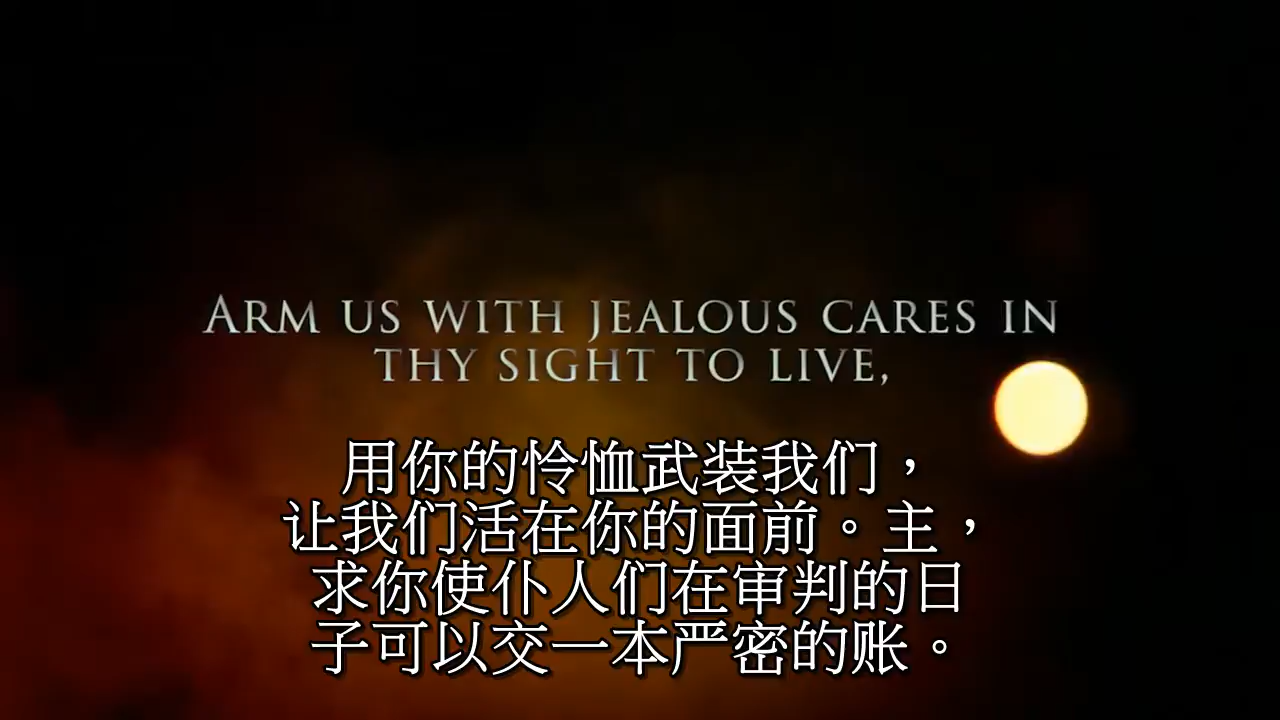 ARM US WITH JEALOUS CARES IN
THY SIGHT TO LIVE,
用你的怜恤武装我们，
让我们活在你的面前。主，
求你使仆人们在审判的日
子可以交一本严密的账。